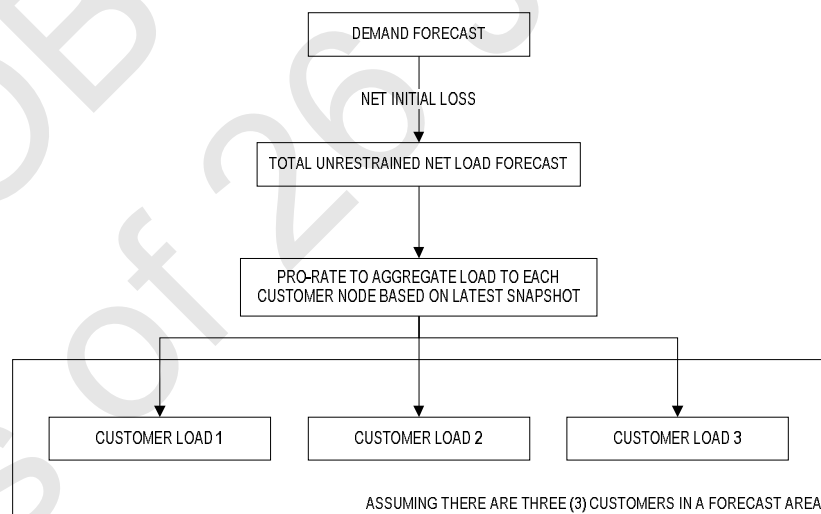 DEMAND FORECAST
NET INITIAL LOSS
TOTAL UNRESTRAINED NET LOAD FORECAST
PRO-RATE TO AGGREGATE LOAD TO EACH
CUSTOMER NODE BASED ON LATEST SNAPSHOT
CUSTOMER LOAD 1
CUSTOMER LOAD 2
CUSTOMER LOAD 3
ASSUMING THERE ARE THREE (3) CUSTOMERS IN A FORECAST AREA